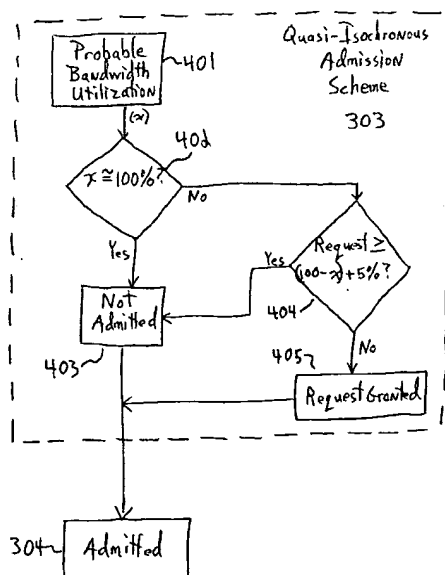 Probable
Bandwidth
Utilization
401
Quasi-Isochronous
Admission
Scheme
303
(x)
402
x≅100%?
No
Yes
Request ≥
(100-x)+5%?
Yes
404
Not
Admitted
403
No
405
Request Granted
304
Admitted